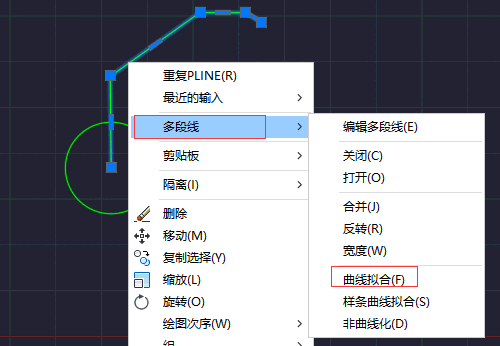 重复PLINE(R)
最近的输入
多段线
剪贴板
隔离(I)
删除
移动(M)
复制选择(Y)
缩放(L)
旋转(O)
绘图次序(W)
组
编辑多段线(E)
关闭(C)
打开(O)
合并(J)
反转(R)
宽度(W)
曲线拟合(F)
样条曲线拟合(S)
非曲线化(D)